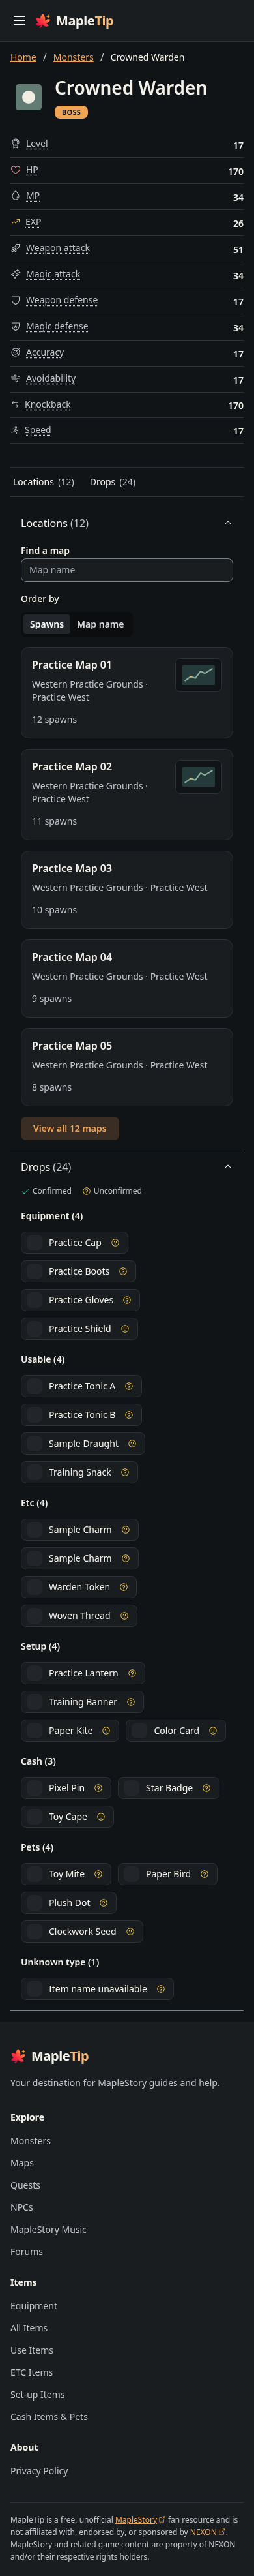 MapleTip
Home / Monsters / Crowned Warden
Crowned Warden
BOSS
Level 17
HP 170
MP 34
EXP 26
Weapon attack 51
Magic attack 34
Weapon defense 17
Magic defense 34
Accuracy 17
Avoidability 17
Knockback 170
Speed 17
Locations (12) Drops (24)
Locations (12)
Find a map
Map name
Order by
Spawns Map name
Practice Map 01
Western Practice Grounds ·
Practice West
12 spawns
Practice Map 02
Western Practice Grounds ·
Practice West
11 spawns
Practice Map 03
Western Practice Grounds · Practice West
10 spawns
Practice Map 04
Western Practice Grounds · Practice West
9 spawns
Practice Map 05
Western Practice Grounds · Practice West
8 spawns
View all 12 maps
Drops (24)
Confirmed Unconfirmed
Equipment (4)
Practice Cap
Practice Boots
Practice Gloves
Practice Shield
Usable (4)
Practice Tonic A
Practice Tonic B
Sample Draught
Training Snack
Etc (4)
Sample Charm
Sample Charm
Warden Token
Woven Thread
Setup (4)
Practice Lantern
Training Banner
Paper Kite Color Card
Cash (3)
Pixel Pin Star Badge
Toy Cape
Pets (4)
Toy Mite Paper Bird
Plush Dot
Clockwork Seed
Unknown type (1)
Item name unavailable
MapleTip
Your destination for MapleStory guides and help.
Explore
Monsters
Maps
Quests
NPCs
MapleStory Music
Forums
Items
Equipment
All Items
Use Items
ETC Items
Set-up Items
Cash Items & Pets
About
Privacy Policy
MapleTip is a free, unofficial MapleStory fan resource and is
not affiliated with, endorsed by, or sponsored by NEXON.
MapleStory and related game content are property of NEXON
and/or their respective rights holders.